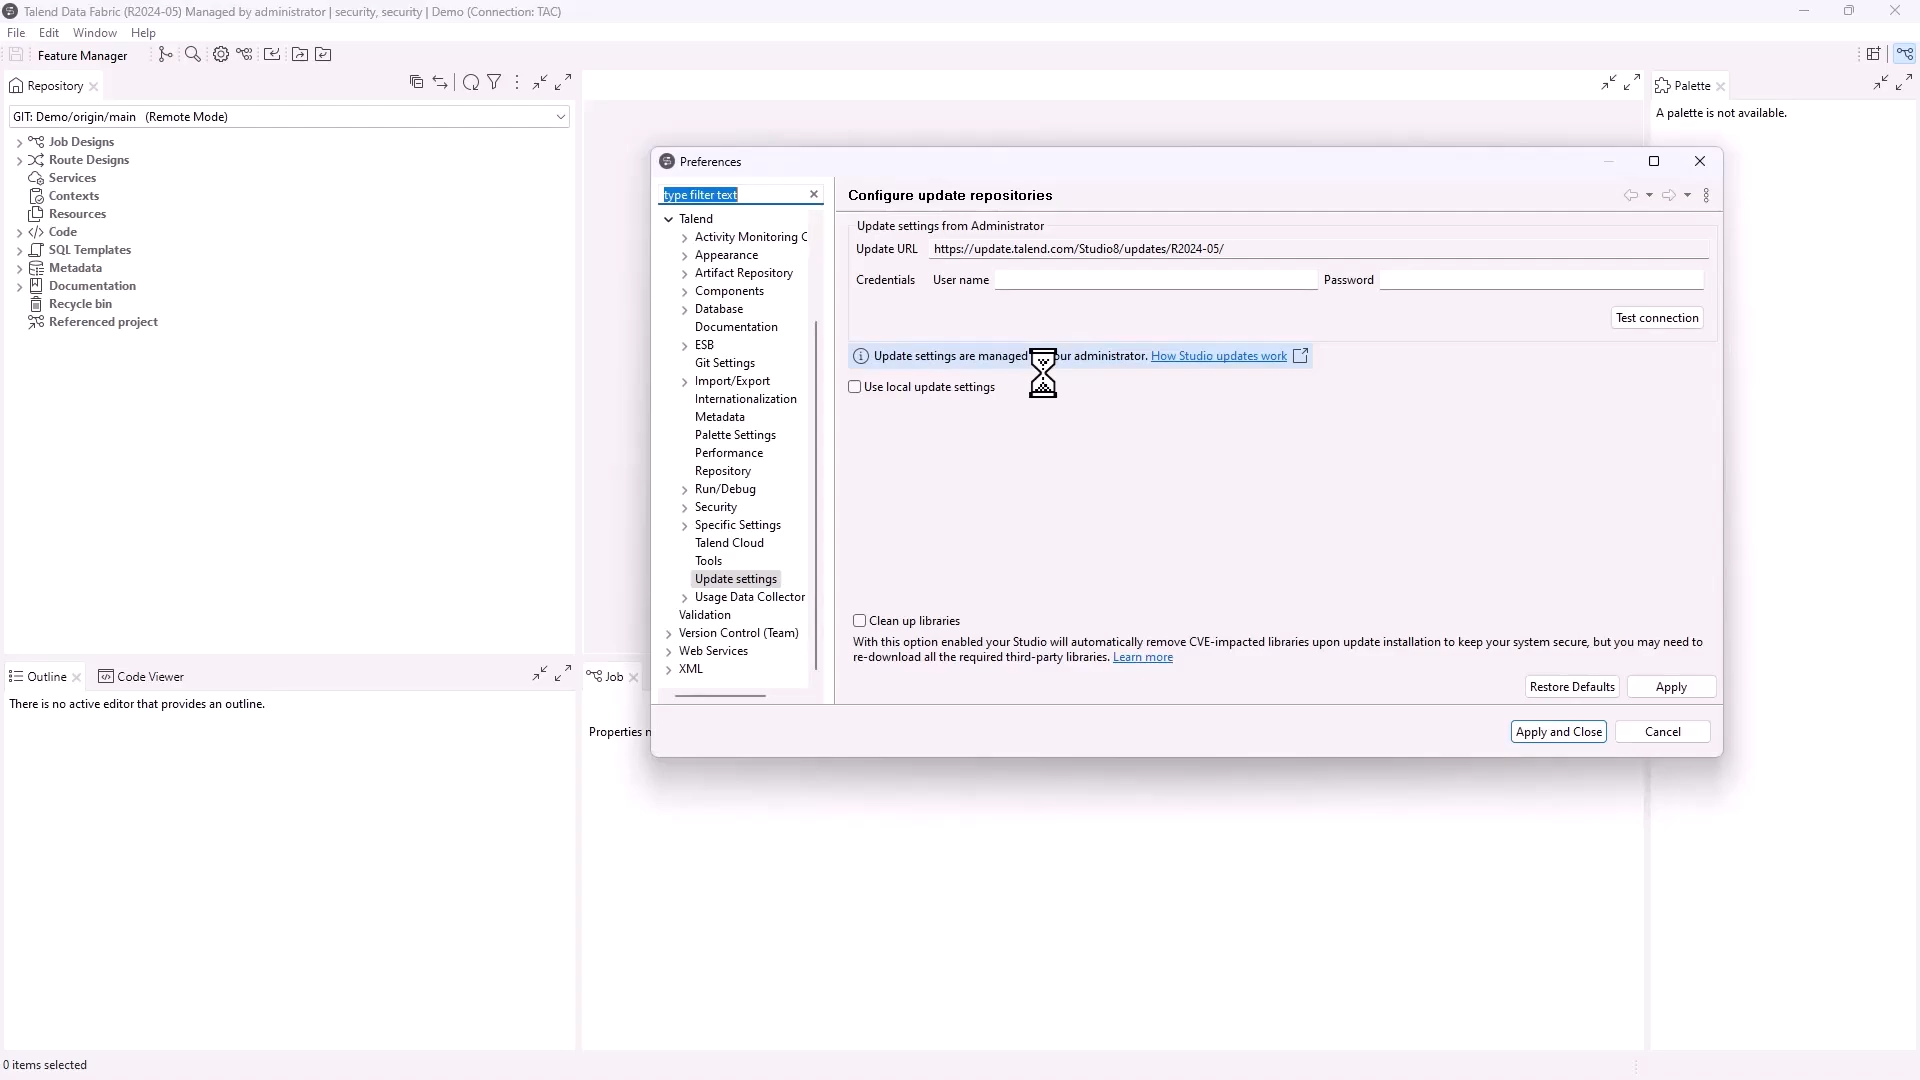 Talend Data Fabric (R2024-05) Managed by administrator | security, security | Demo (Connection: TAC)
File Edit Window Help
Feature Manager
Repository
GIT: Demo/origin/main (Remote Mode)
Job Designs
Route Designs
Services
Contexts
Resources
Code
SQL Templates
Metadata
Documentation
Recycle bin
Referenced project
Palette
A palette is not available.
Preferences
type filter text
Talend
Activity Monitoring C
Appearance
Artifact Repository
Components
Database
Documentation
ESB
Git Settings
Import/Export
Internationalization
Metadata
Palette Settings
Performance
Repository
Run/Debug
Security
Specific Settings
Talend Cloud
Tools
Update settings
Usage Data Collector
Validation
Version Control (Team)
Web Services
XML
Configure update repositories
Update settings from Administrator
Update URL https://update.talend.com/Studio8/updates/R2024-05/
Credentials User name Password
Test connection
Update settings are managed our administrator. How Studio updates work
Use local update settings
Clean up libraries
With this option enabled your Studio will automatically remove CVE-impacted libraries upon update installation to keep your system secure, but you may need to
re-download all the required third-party libraries. Learn more
Restore Defaults Apply
Apply and Close Cancel
Outline Code Viewer
There is no active editor that provides an outline.
Job
Properties n
0 items selected